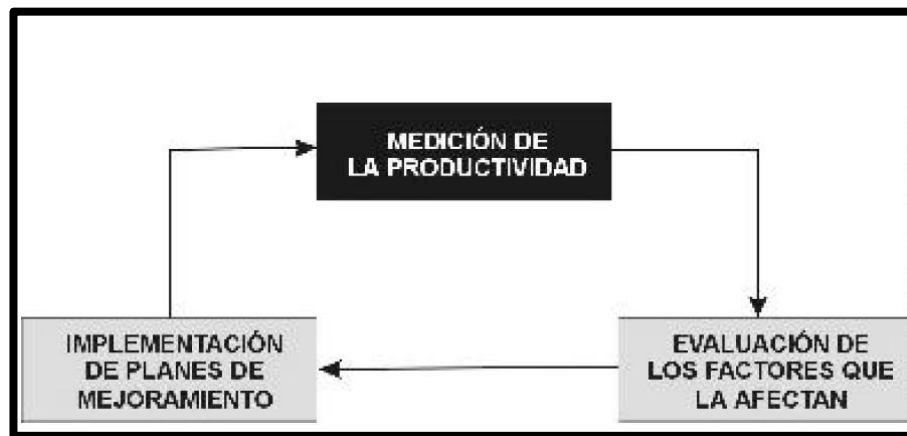 MEDICIÓN DE
LA PRODUCTIVIDAD
IMPLEMENTACIÓN
DE PLANES DE
MEJORAMIENTO
EVALUACIÓN DE
LOS FACTORES QUE
LA AFECTAN